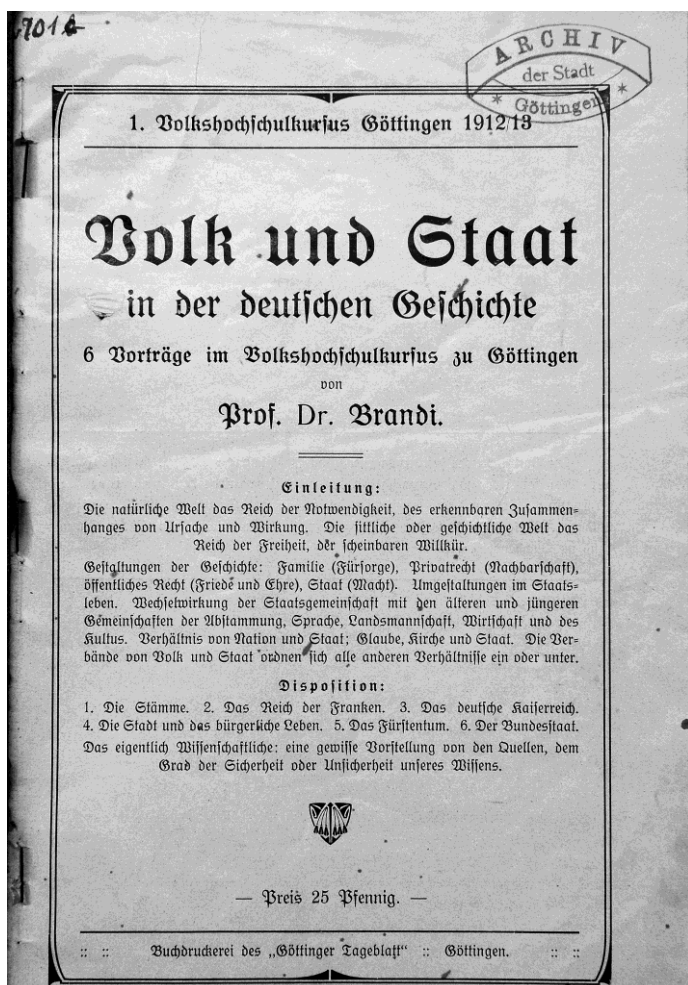 7016
ARCHIV
der Stadt
* Göttingen *
1. Volkshochschulkursus Göttingen 1912/13
Volk und Staat
in der deutschen Geschichte
6 Vorträge im Volkshochschulkursus zu Göttingen
von
Prof. Dr. Brandi.
Einleitung:
Die natürliche Welt das Reich der Notwendigkeit, des erkennbaren Zusammen-
hanges von Ursache und Wirkung. Die sittliche oder geschichtliche Welt das
Reich der Freiheit, der scheinbaren Willkür.
Gestaltungen der Geschichte: Familie (Fürsorge), Privatrecht (Nachbarschaft),
öffentliches Recht (Friede und Ehre), Staat (Macht). Umgestaltungen im Staats-
leben. Wechselwirkung der Staatsgemeinschaft mit den älteren und jüngeren
Gemeinschaften der Abstammung, Sprache, Landsmannschaft, Wirtschaft und des
Kultus. Verhältnis von Nation und Staat; Glaube, Kirche und Staat. Die Ver-
bände von Volk und Staat ordnen sich alle anderen Verhältnisse ein oder unter.
Disposition:
1. Die Stämme. 2. Das Reich der Franken. 3. Das deutsche Kaiserreich.
4. Die Stadt und das bürgerliche Leben. 5. Das Fürstentum. 6. Der Bundesstaat.
Das eigentlich Wissenschaftliche: eine gewisse Vorstellung von den Quellen, dem
Grad der Sicherheit oder Unsicherheit unseres Wissens.
— Preis 25 Pfennig. —
:: :: Buchdruckerei des „Göttinger Tageblatt" :: Göttingen. :: ::